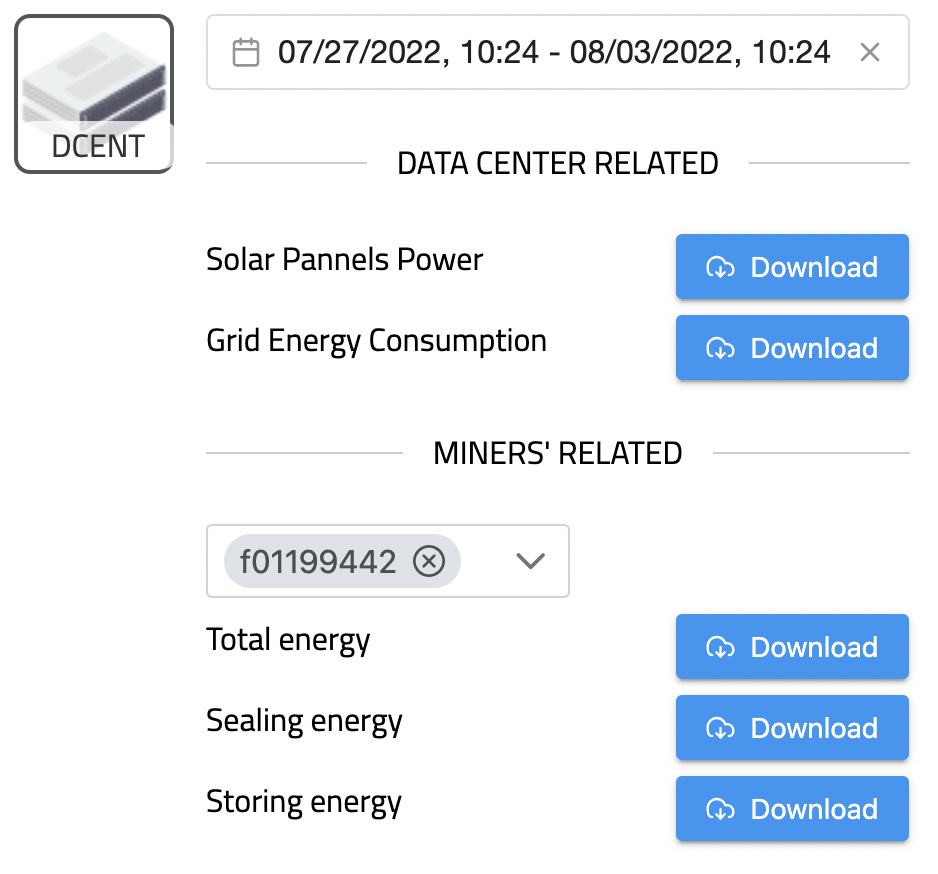 DCENT
07/27/2022, 10:24 - 08/03/2022, 10:24
DATA CENTER RELATED
Solar Pannels Power
Download
Grid Energy Consumption
Download
MINERS' RELATED
f01199442
Total energy
Download
Sealing energy
Download
Storing energy
Download